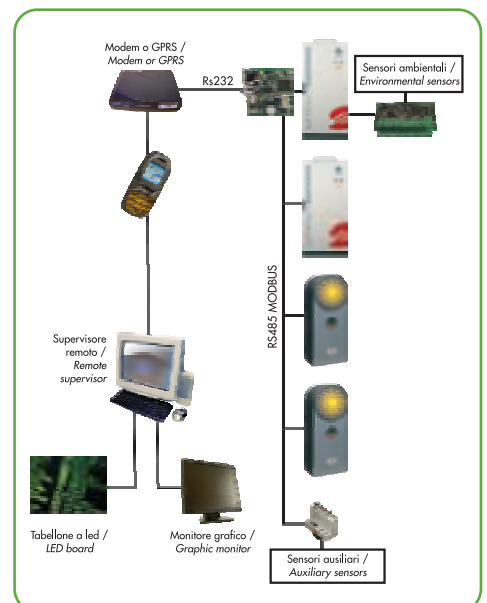 Modem o GPRS /
Modem or GPRS
Rs232
Sensori ambientali /
Environmental sensors
RS485 MODBUS
Supervisore
remoto /
Remote
supervisor
Tabellone a led /
LED board
Monitore grafico /
Graphic monitor
Sensori ausiliari /
Auxiliary sensors